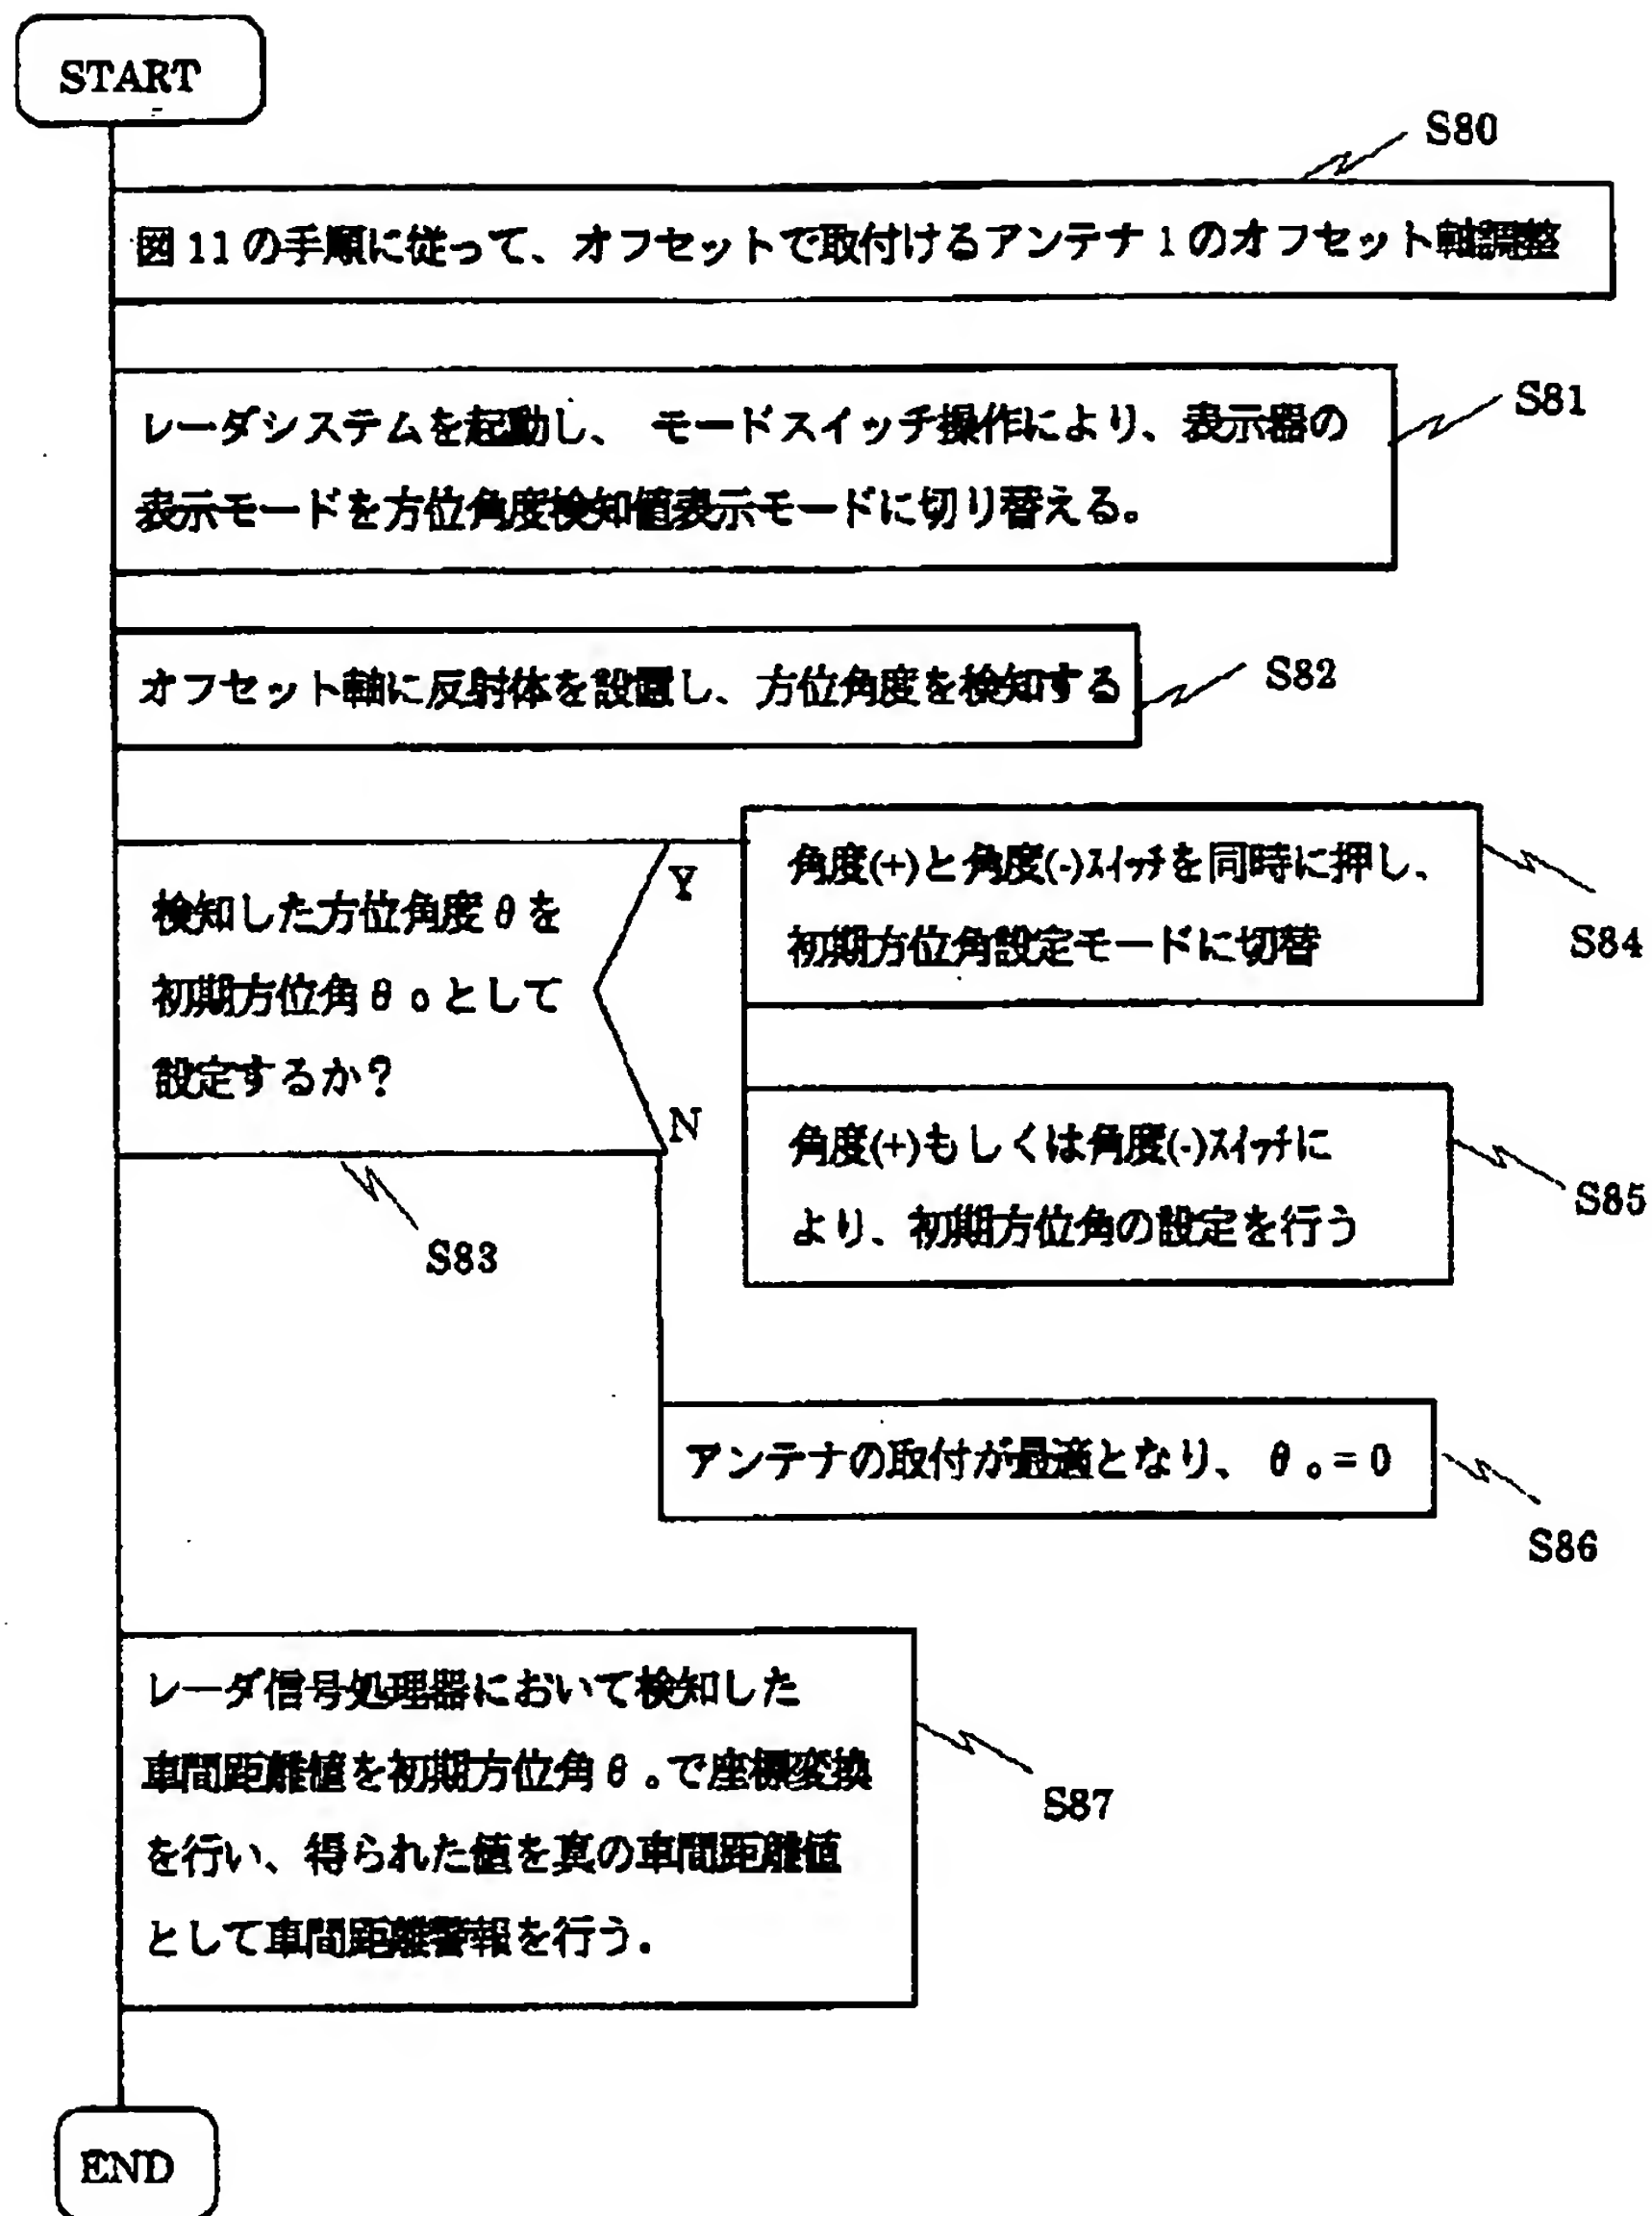 START
S80
図11の手順に従って、オフセットで取付けるアンテナ1のオフセット軸調整
S81
レーダシステムを起動し、 モードスイッチ操作により、表示器の
表示モードを方位角度検知値表示モードに切り替える。
オフセット軸に反射体を設置し、方位角度を検知する
S82
検知した方位角度θを
初期方位角θ0として
設定するか?
Y
N
S83
角度(+)と角度(-)スイッチを同時に押し、
初期方位角設定モードに切替
S84
角度(+)もしくは角度(-)スイッチに
より、初期方位角の設定を行う
S85
アンテナの取付が最適となり、 θ0=0
S86
レーダ信号処理器において検知した
車間距離値を初期方位角θ0で座標変換
を行い、得られた値を真の車間距離値
として車間距離警報を行う.
S87
END